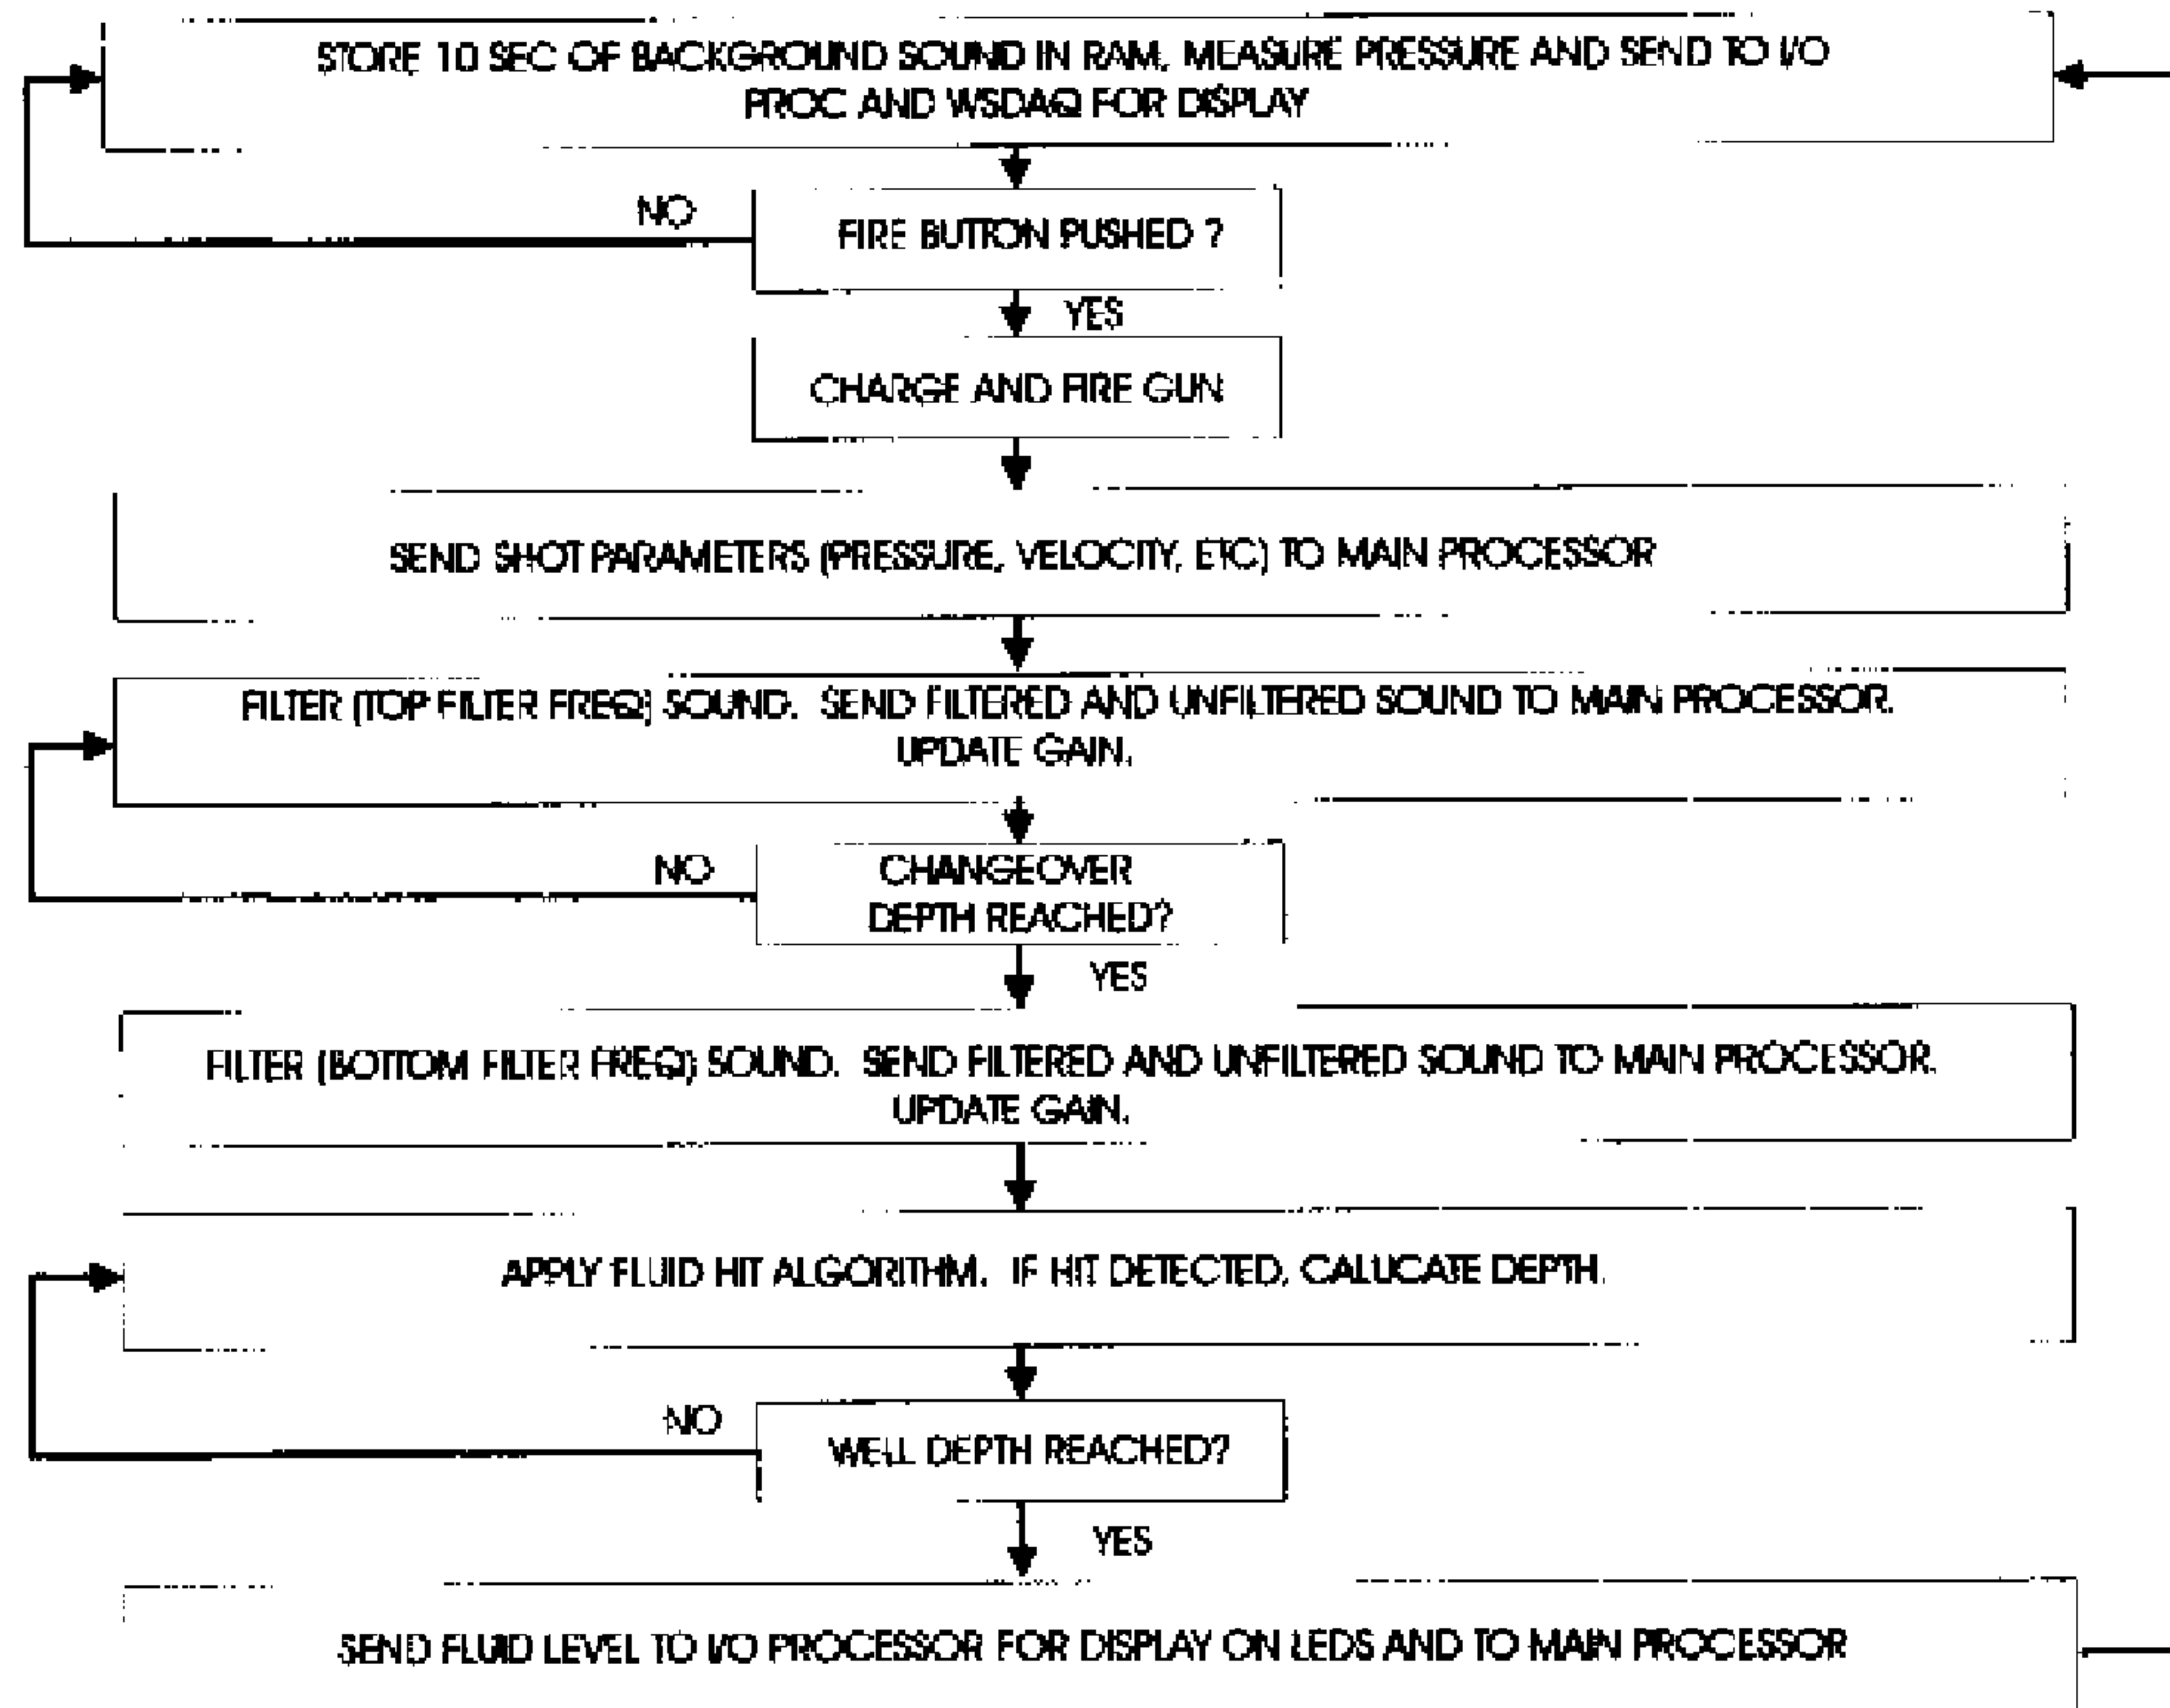 STORE 10 SEC OF BACKGROUND SOUND IN RAM. MEASURE PRESSURE AND SEND TO I/O
PROC AND WSDAQ FOR DISPLAY
NO
FIRE BUTTON PUSHED ?
YES
CHARGE AND FIRE GUN
SEND SHOT PARAMETERS (PRESSURE, VELOCITY, ETC) TO MAIN PROCESSOR
FILTER (TOP FILTER FREQ) SOUND. SEND FILTERED AND UNFILTERED SOUND TO MAIN PROCESSOR.
UPDATE GAIN.
NO
CHANGEOVER
DEPTH REACHED?
YES
FILTER (BOTTOM FILTER FREQ) SOUND. SEND FILTERED AND UNFILTERED SOUND TO MAIN PROCESSOR.
UPDATE GAIN.
APPLY FLUID HIT ALGORITHM. IF HIT DETECTED, CALUCATE DEPTH.
NO
WELL DEPTH REACHED?
YES
SEND FLUID LEVEL TO I/O PROCESSOR FOR DISPLAY ON LEDS AND TO MAIN PROCESSOR